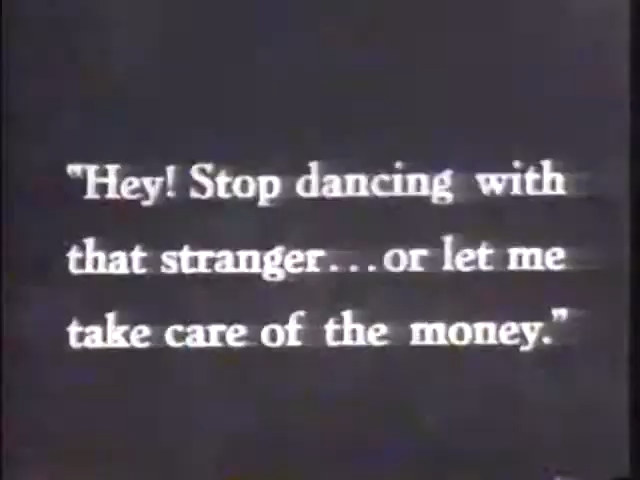 "Hey! Stop dancing with
that stranger...or let me
take care of the money."